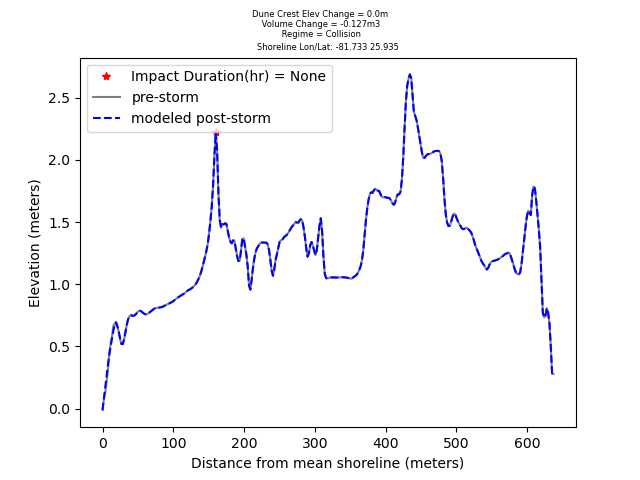 Dune Crest Elev Change = 0.0m
Volume Change = -0.127m3
Regime = Collision
Shoreline Lon/Lat: -81.733 25.935
Impact Duration(hr) = None
pre-storm
modeled post-storm
2.5
2.0
1.5
1.0
0.5
0.0
Elevation (meters)
0 100 200 300 400 500 600
Distance from mean shoreline (meters)